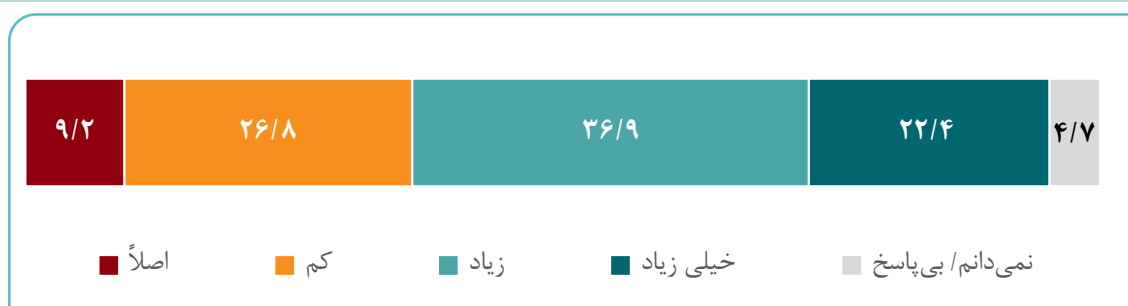 ۴/۷ ۲۲/۴ ۳۶/۹ ۲۶/۸ ۹/۲
نمی‌دانم/ بی‌پاسخ خیلی زیاد زیاد کم اصلاً